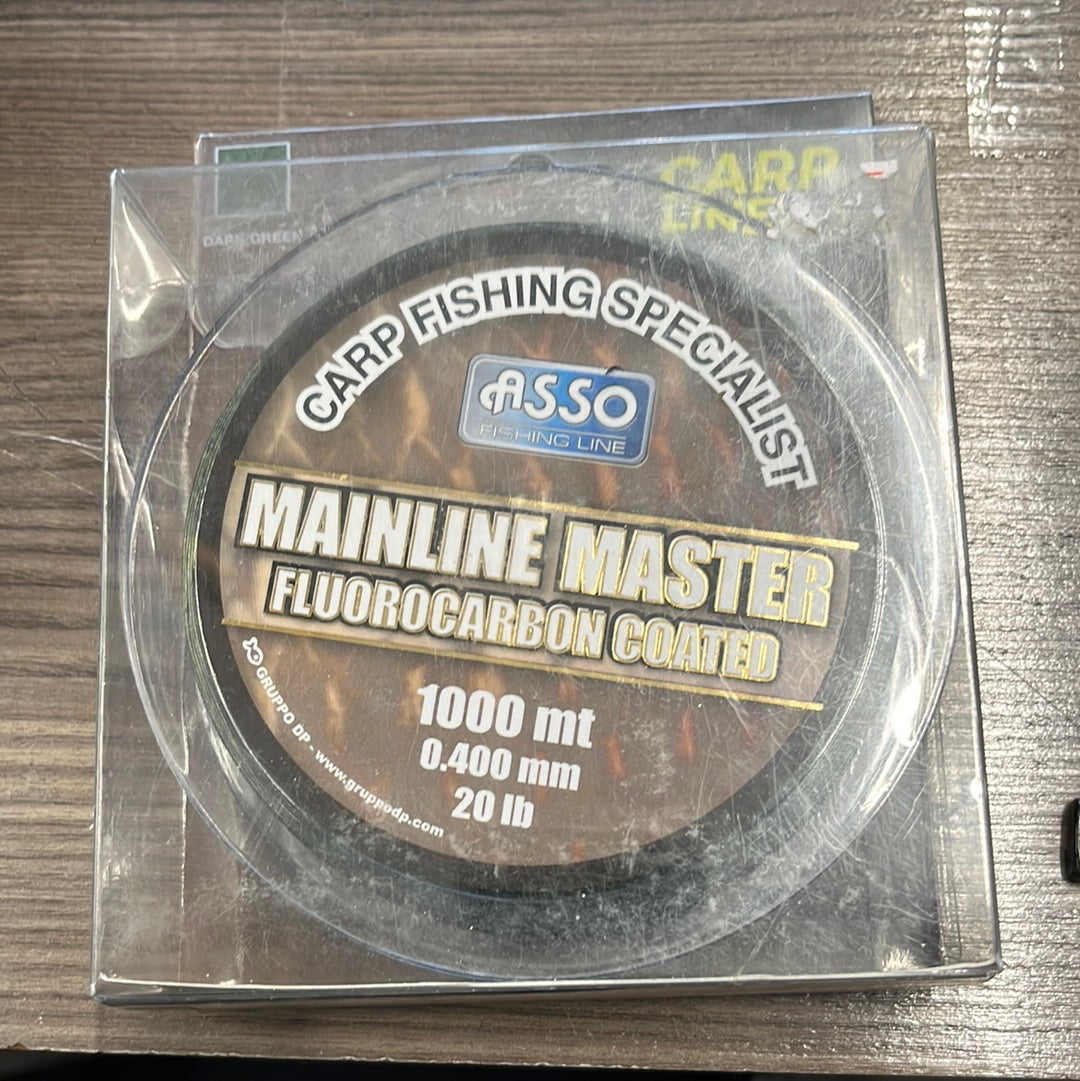 DARK GREEN
CARP
LINE
CARP FISHING SPECIALIST
ASSO
FISHING LINE
MAINLINE MASTER
FLUOROCARBON COATED
1000 mt
0.400 mm
20 lb
GRUPPO DP - www.gruppodp.com